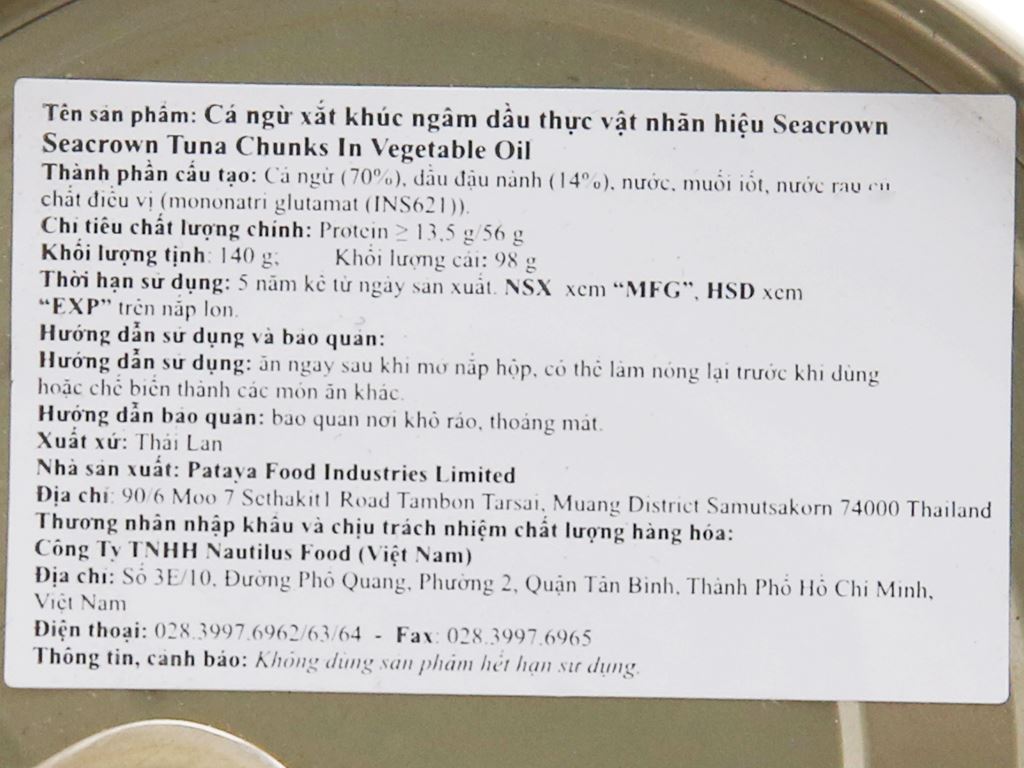 Tên sản phẩm: Cá ngừ xắt khúc ngâm dầu thực vật nhãn hiệu Seacrown
Seacrown Tuna Chunks In Vegetable Oil
Thành phần cấu tạo: Cá ngừ (70%), dầu đậu nành (14%), nước, muối iốt, nước rau củ
chất điều vị (mononatri glutamat (INS621)).
Chỉ tiêu chất lượng chính: Protein ≥ 13,5 g/56 g
Khối lượng tịnh: 140 g; Khối lượng cái: 98 g
Thời hạn sử dụng: 5 năm kể từ ngày sản xuất. NSX xem “MFG”, HSD xem
“EXP” trên nắp lon.
Hướng dẫn sử dụng và bảo quản:
Hướng dẫn sử dụng: ăn ngay sau khi mở nắp hộp, có thể làm nóng lại trước khi dùng
hoặc chế biến thành các món ăn khác.
Hướng dẫn bảo quản: bảo quản nơi khô ráo, thoáng mát.
Xuất xứ: Thái Lan
Nhà sản xuất: Pataya Food Industries Limited
Địa chỉ: 90/6 Moo 7 Sethakit1 Road Tambon Tarsai, Muang District Samutsakorn 74000 Thailand
Thương nhân nhập khẩu và chịu trách nhiệm chất lượng hàng hóa:
Công Ty TNHH Nautilus Food (Việt Nam)
Địa chỉ: Số 3E/10, Đường Phổ Quang, Phường 2, Quận Tân Bình, Thành Phố Hồ Chí Minh,
Việt Nam
Điện thoại: 028.3997.6962/63/64 - Fax: 028.3997.6965
Thông tin, cảnh báo: Không dùng sản phẩm hết hạn sử dụng.